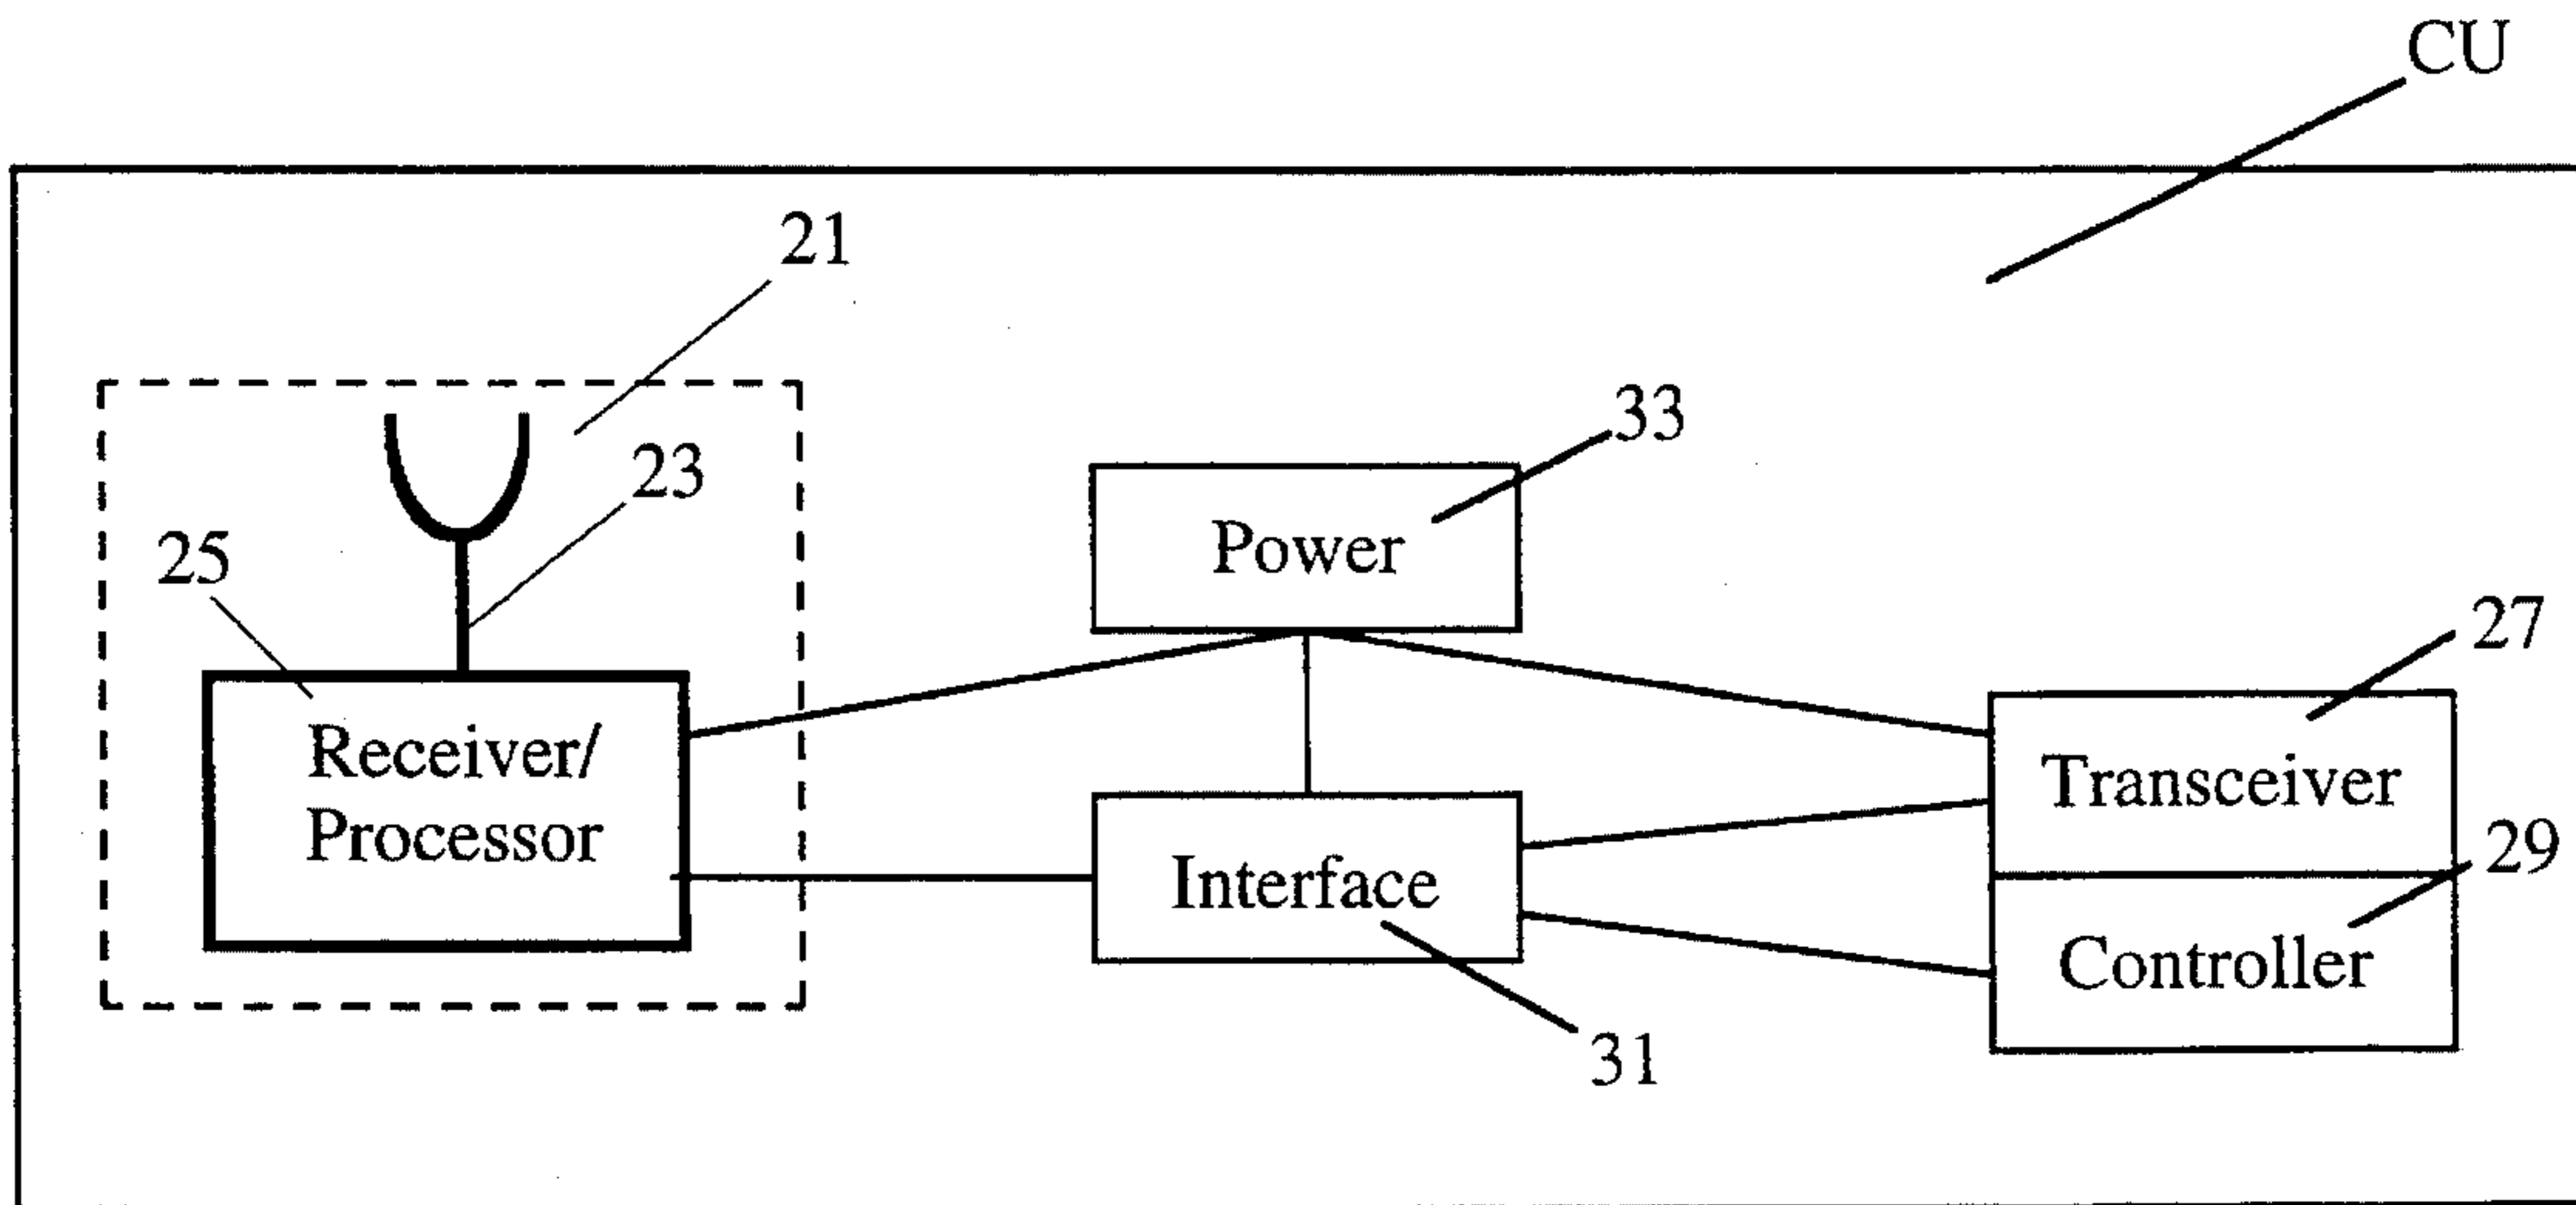 CU
21
33
23
25
Power
27
Receiver/
Processor
Transceiver
29
Interface
Controller
31